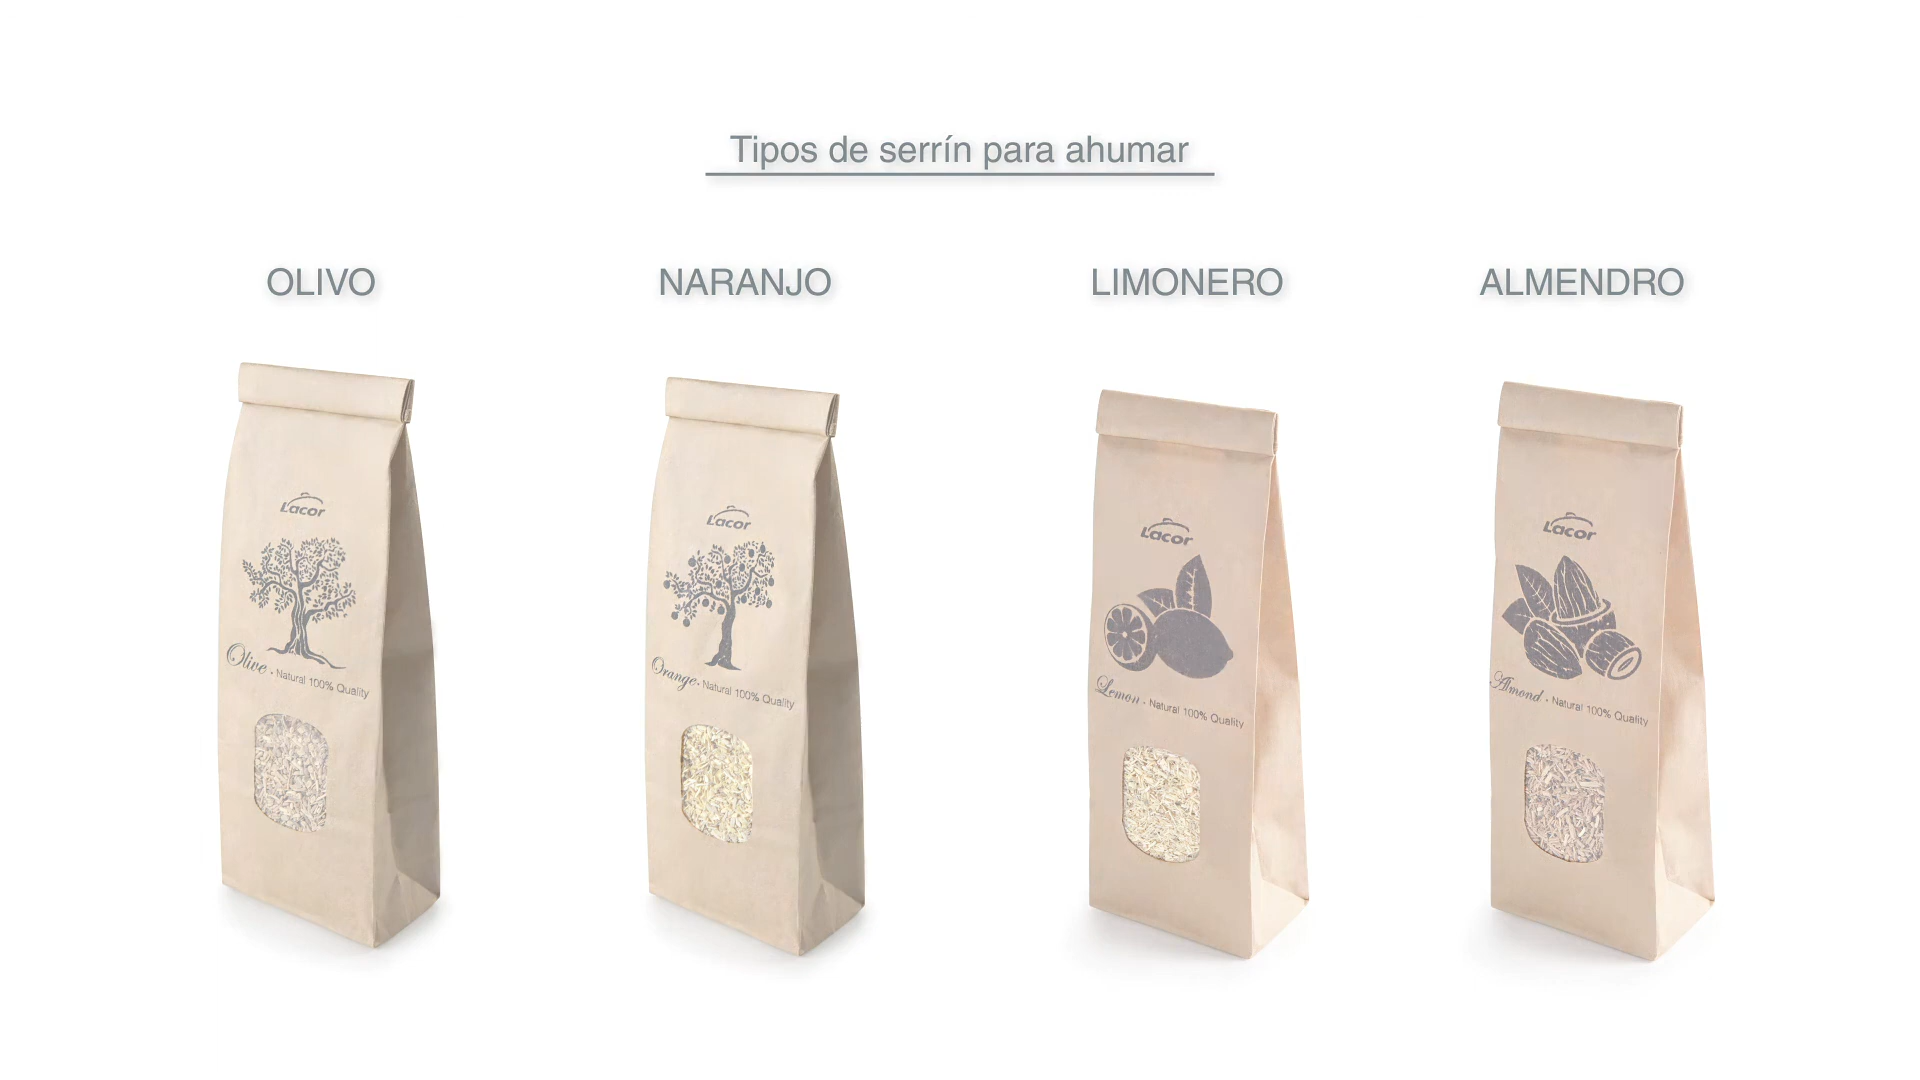 Tipos de serrín para ahumar
OLIVO
NARANJO
LIMONERO
ALMENDRO
Lacor
Olive · Natural 100% Quality
Lacor
Orange · Natural 100% Quality
Lacor
Lemon · Natural 100% Quality
Lacor
Almond · Natural 100% Quality